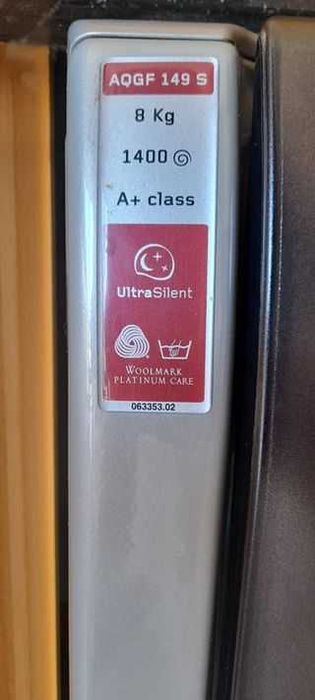 AQGF 149 S
8 Kg
1400
A+ class
UltraSilent
WOOLMARK
PLATINUM CARE
063353.02